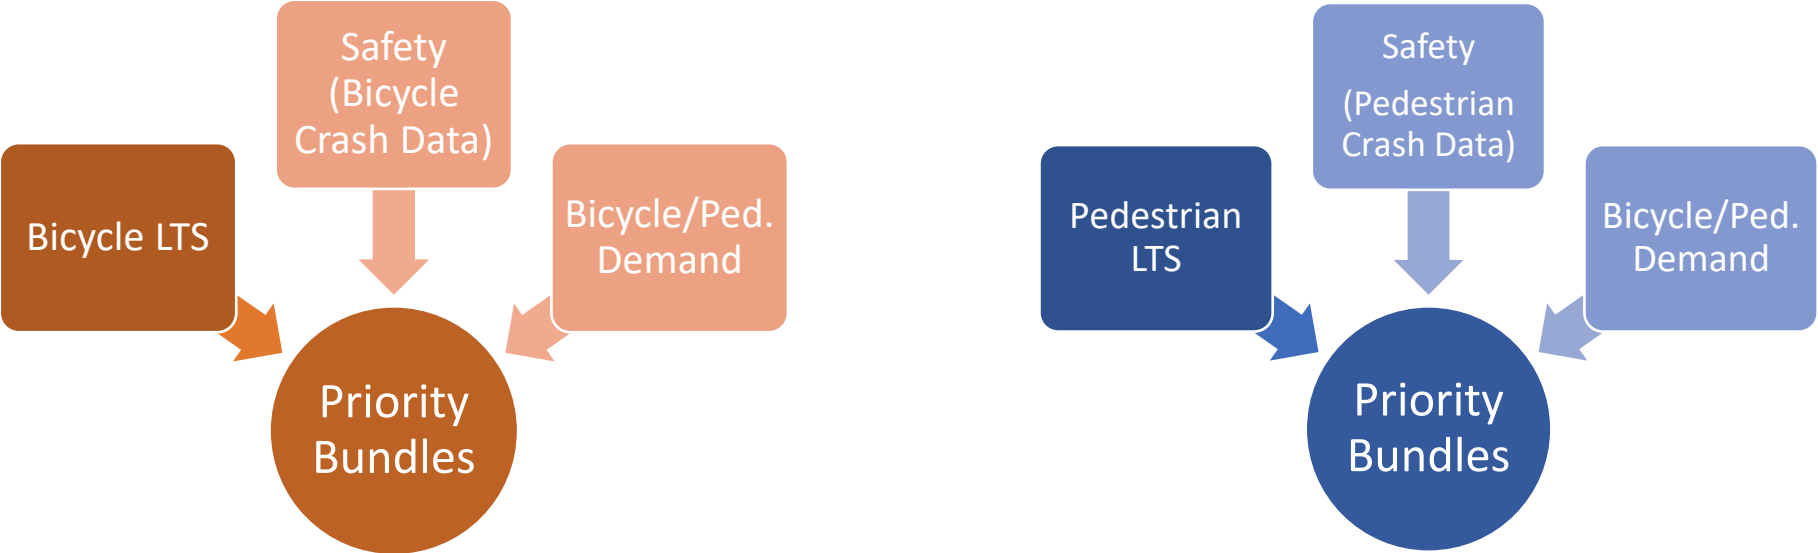 Safety
(Bicycle
Crash Data)
Bicycle LTS
Bicycle/Ped.
Demand
Priority
Bundles
Safety
(Pedestrian
Crash Data)
Pedestrian
LTS
Bicycle/Ped.
Demand
Priority
Bundles